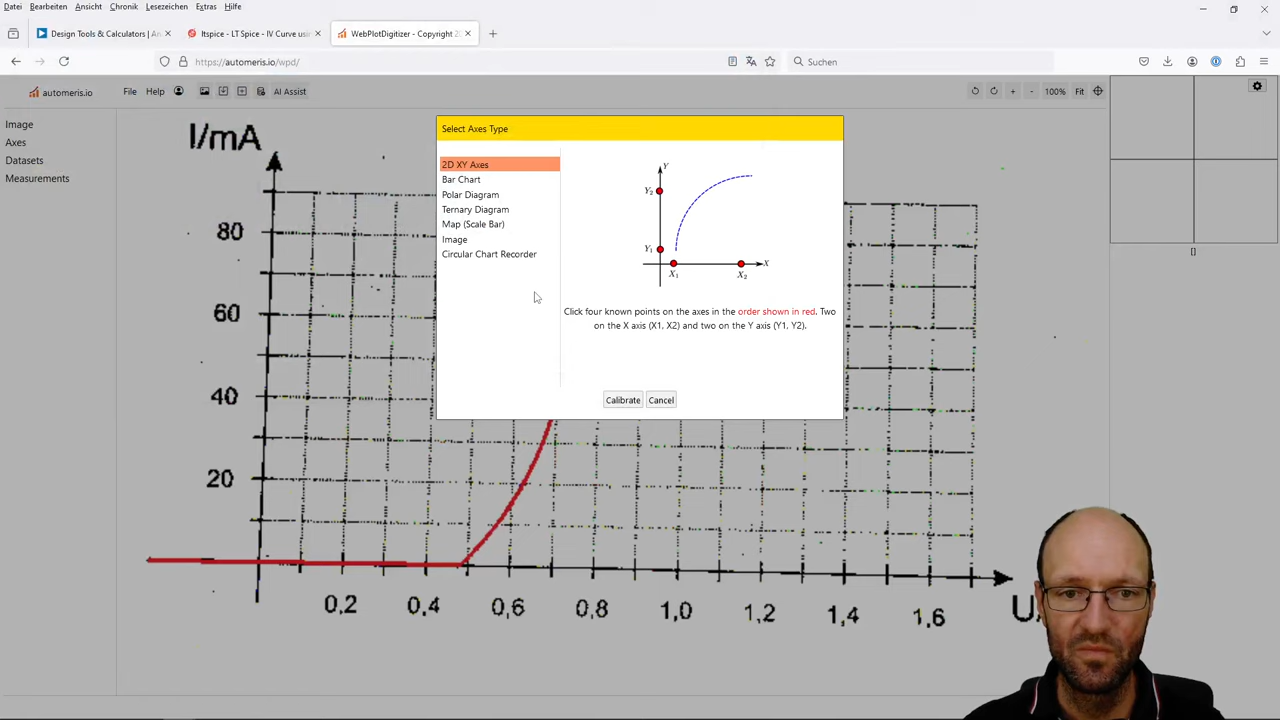 Datei Bearbeiten Ansicht Chronik Lesezeichen Extras Hilfe
Design Tools & Calculators | An
ltspice - LT Spice - IV Curve usin
WebPlotDigitizer - Copyright 2
https://automeris.io/wpd/
Suchen
automeris.io
File Help
AI Assist
+ - 100% Fit
Image
Axes
Datasets
Measurements
Select Axes Type
2D XY Axes
Bar Chart
Polar Diagram
Ternary Diagram
Map (Scale Bar)
Image
Circular Chart Recorder
Y
Y2
Y1
X1
X2
X
Click four known points on the axes in the order shown in red. Two
on the X axis (X1, X2) and two on the Y axis (Y1, Y2).
Calibrate Cancel
[]
I/mA
80
60
40
20
0,2 0,4 0,6 0,8 1,0 1,2 1,4 1,6